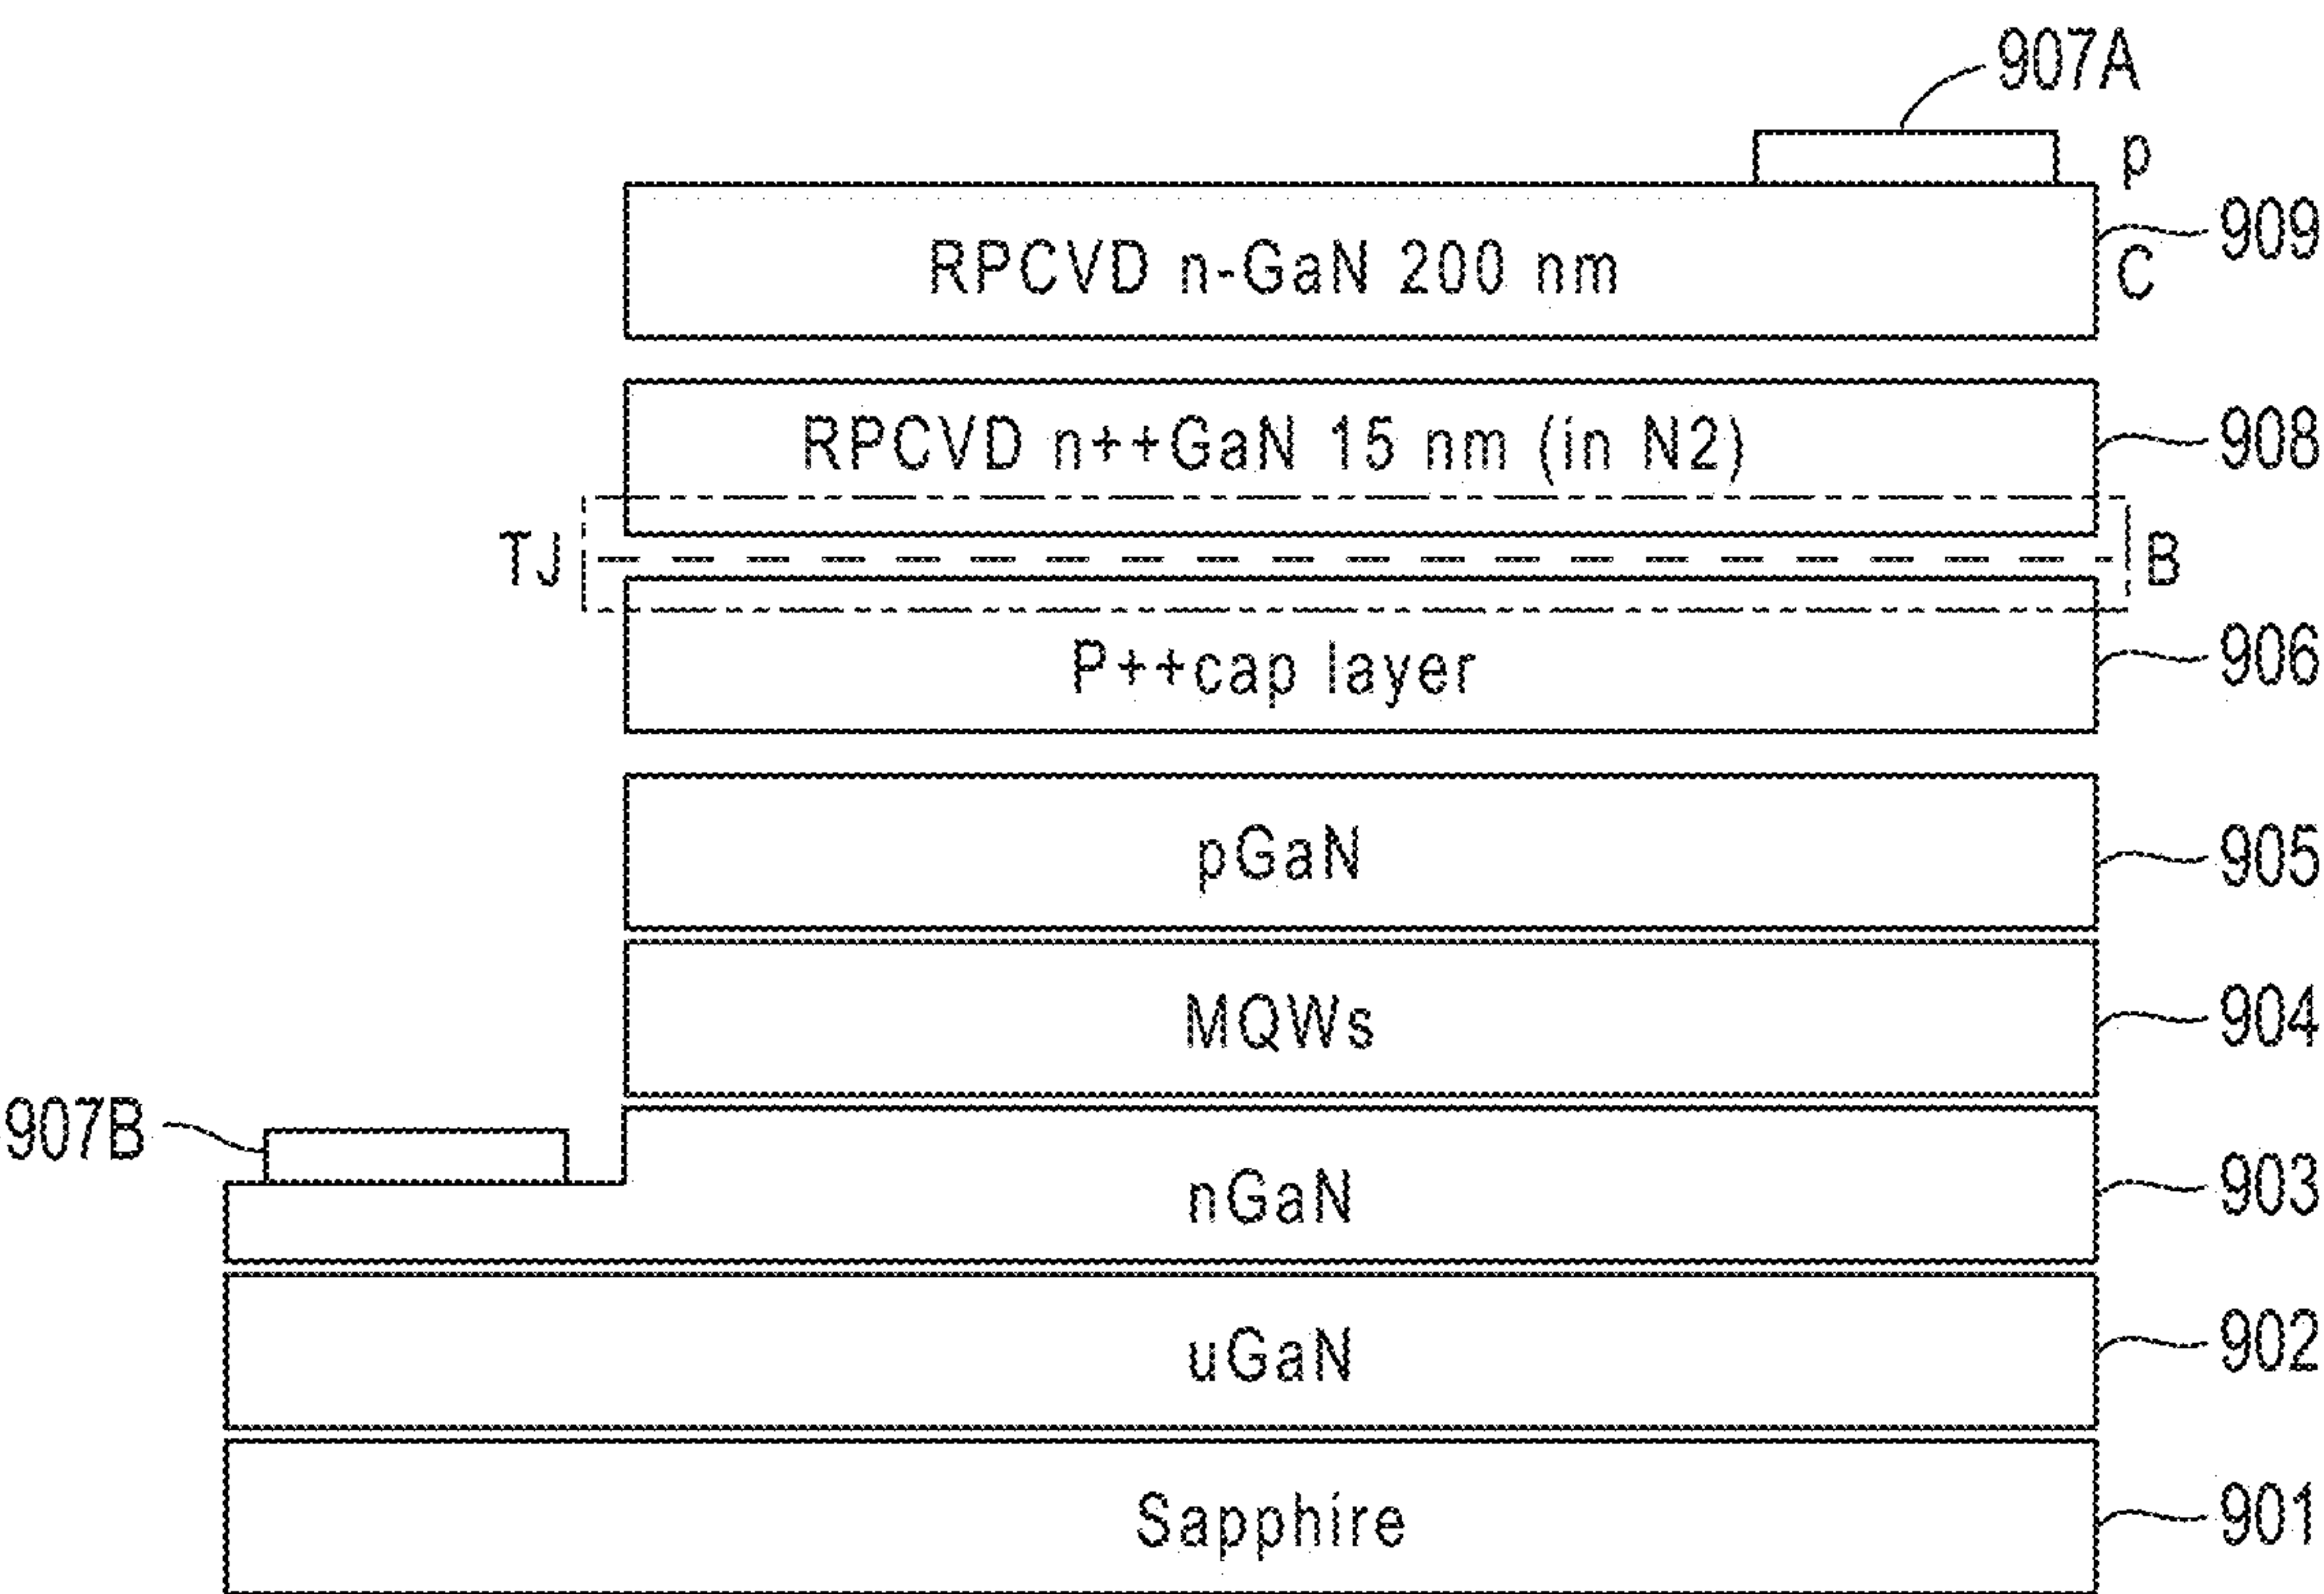 907A
p
909
C
RPCVD n-GaN 200 nm
RPCVD n++GaN 15 nm (in N2)
908
TJ
B
P++cap layer
906
pGaN
905
MQWs
904
907B
nGaN
903
uGaN
902
Sapphire
901